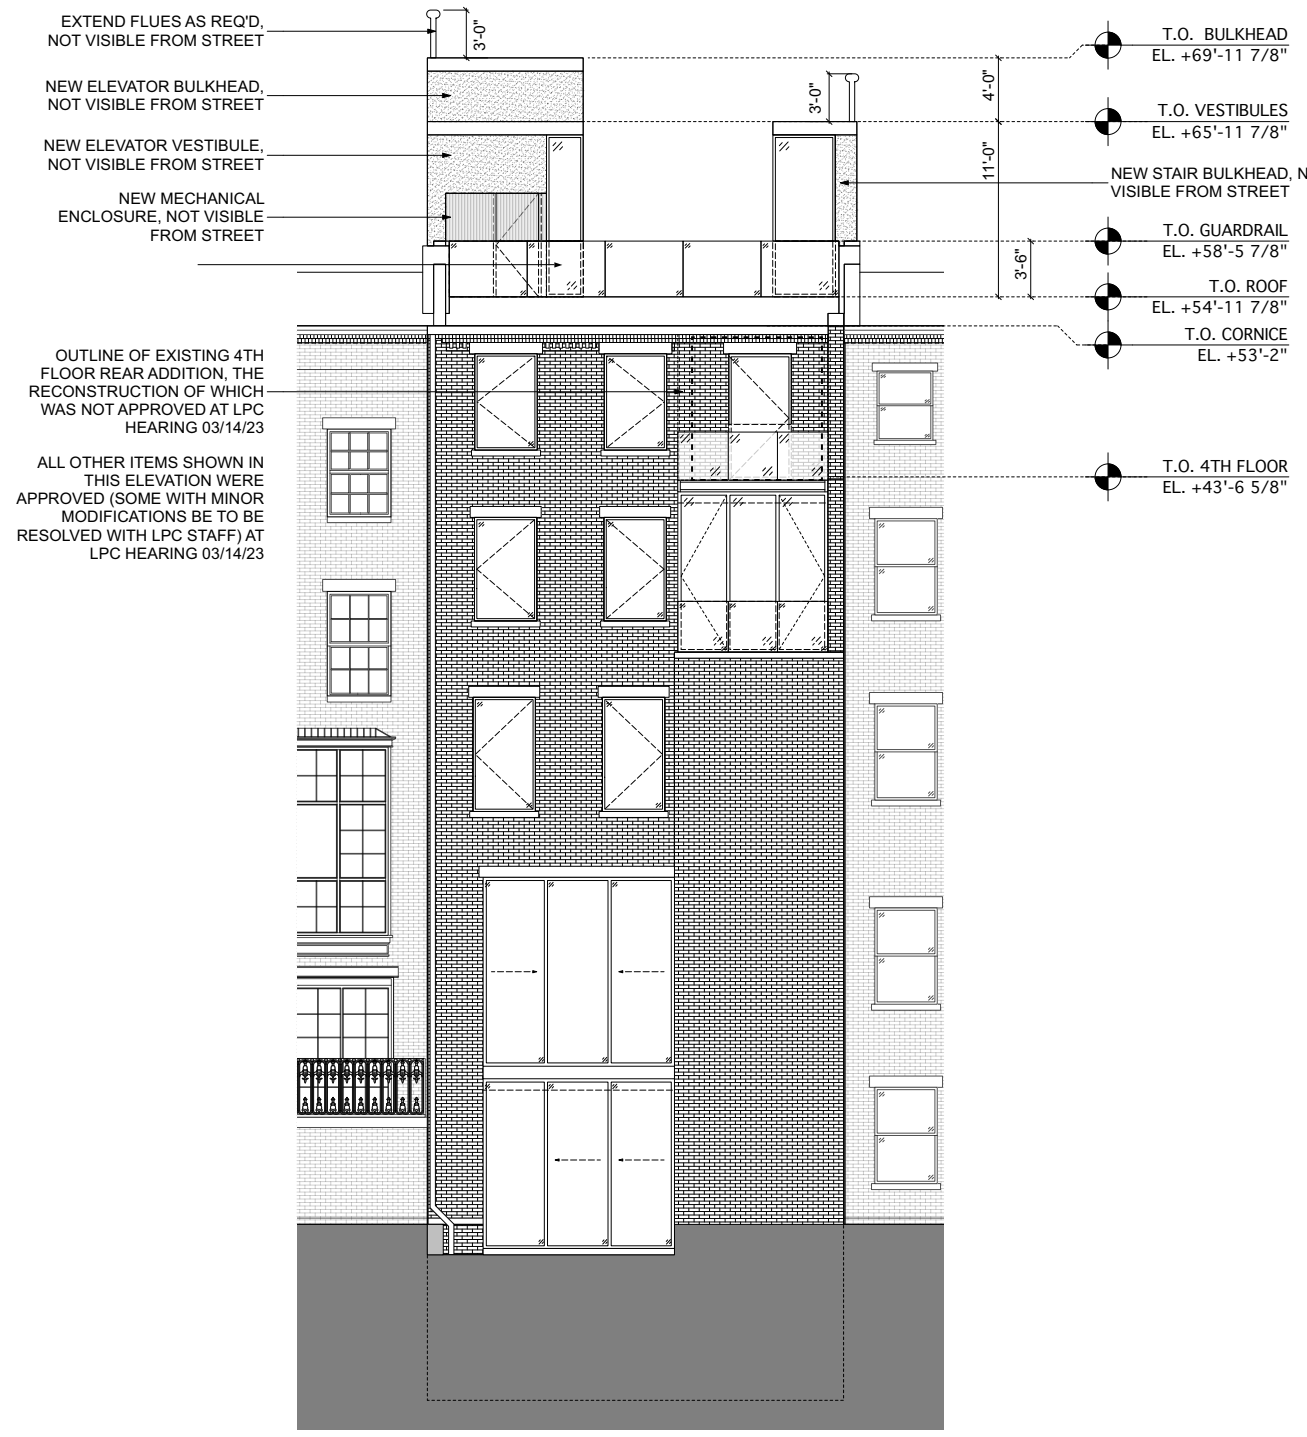 EXTEND FLUES AS REQ'D,
NOT VISIBLE FROM STREET
NEW ELEVATOR BULKHEAD,
NOT VISIBLE FROM STREET
NEW ELEVATOR VESTIBULE,
NOT VISIBLE FROM STREET
NEW MECHANICAL
ENCLOSURE, NOT VISIBLE
FROM STREET
OUTLINE OF EXISTING 4TH
FLOOR REAR ADDITION, THE
RECONSTRUCTION OF WHICH
WAS NOT APPROVED AT LPC
HEARING 03/14/23
ALL OTHER ITEMS SHOWN IN
THIS ELEVATION WERE
APPROVED (SOME WITH MINOR
MODIFICATIONS BE TO BE
RESOLVED WITH LPC STAFF) AT
LPC HEARING 03/14/23
3'-0"
3'-0"
4'-0"
11'-0"
3'-6"
T.O. BULKHEAD
EL. +69'-11 7/8"
T.O. VESTIBULES
EL. +65'-11 7/8"
NEW STAIR BULKHEAD, N
VISIBLE FROM STREET
T.O. GUARDRAIL
EL. +58'-5 7/8"
T.O. ROOF
EL. +54'-11 7/8"
T.O. CORNICE
EL. +53'-2"
T.O. 4TH FLOOR
EL. +43'-6 5/8"